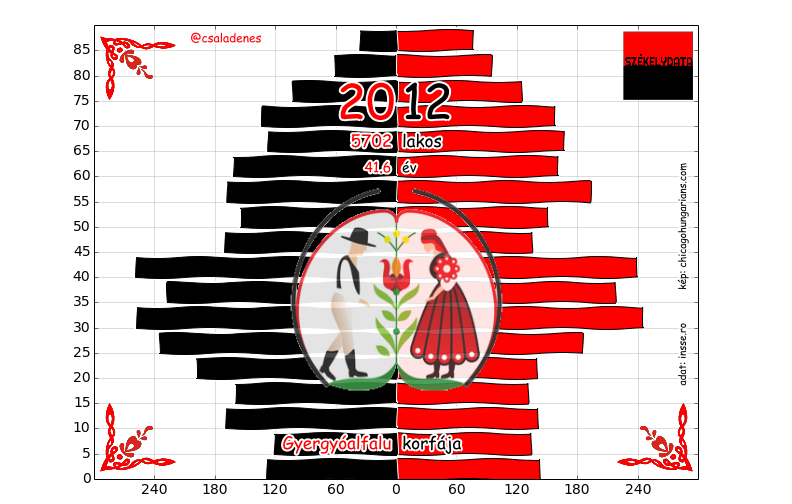 @csaladenes
SZÉKELYDATA
2012
5702 lakos
41.6 év
kép: chicagohungarians.com
adat: insse.ro
Gyergyóalfalu korfája
85
80
75
70
65
60
55
50
45
40
35
30
25
20
15
10
5
0
240 180 120 60 0 60 120 180 240